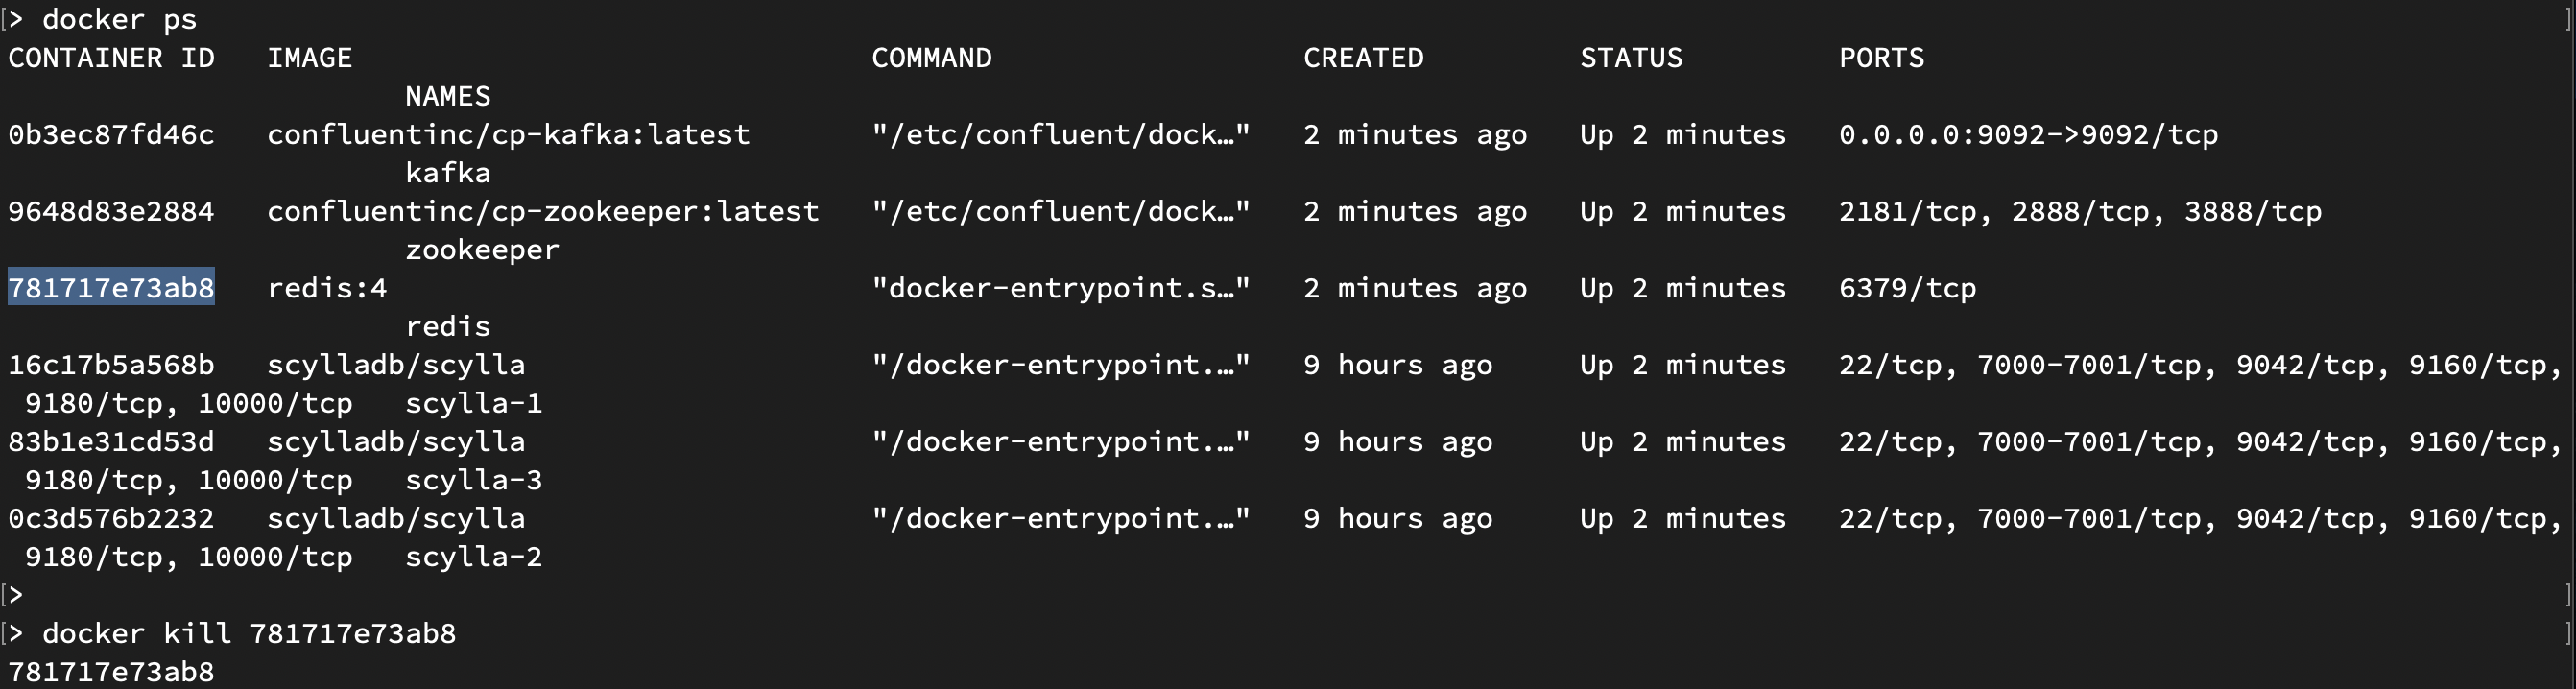 [> docker ps ]
CONTAINER ID   IMAGE                              COMMAND                  CREATED         STATUS         PORTS
                       NAMES
0b3ec87fd46c   confluentinc/cp-kafka:latest       "/etc/confluent/dock…"   2 minutes ago   Up 2 minutes   0.0.0.0:9092->9092/tcp
                       kafka
9648d83e2884   confluentinc/cp-zookeeper:latest   "/etc/confluent/dock…"   2 minutes ago   Up 2 minutes   2181/tcp, 2888/tcp, 3888/tcp
                       zookeeper
781717e73ab8   redis:4                            "docker-entrypoint.s…"   2 minutes ago   Up 2 minutes   6379/tcp
                       redis
16c17b5a568b   scylladb/scylla                    "/docker-entrypoint.…"   9 hours ago     Up 2 minutes   22/tcp, 7000-7001/tcp, 9042/tcp, 9160/tcp,
 9180/tcp, 10000/tcp   scylla-1
83b1e31cd53d   scylladb/scylla                    "/docker-entrypoint.…"   9 hours ago     Up 2 minutes   22/tcp, 7000-7001/tcp, 9042/tcp, 9160/tcp,
 9180/tcp, 10000/tcp   scylla-3
0c3d576b2232   scylladb/scylla                    "/docker-entrypoint.…"   9 hours ago     Up 2 minutes   22/tcp, 7000-7001/tcp, 9042/tcp, 9160/tcp,
 9180/tcp, 10000/tcp   scylla-2
[> ]
[> docker kill 781717e73ab8 ]
781717e73ab8